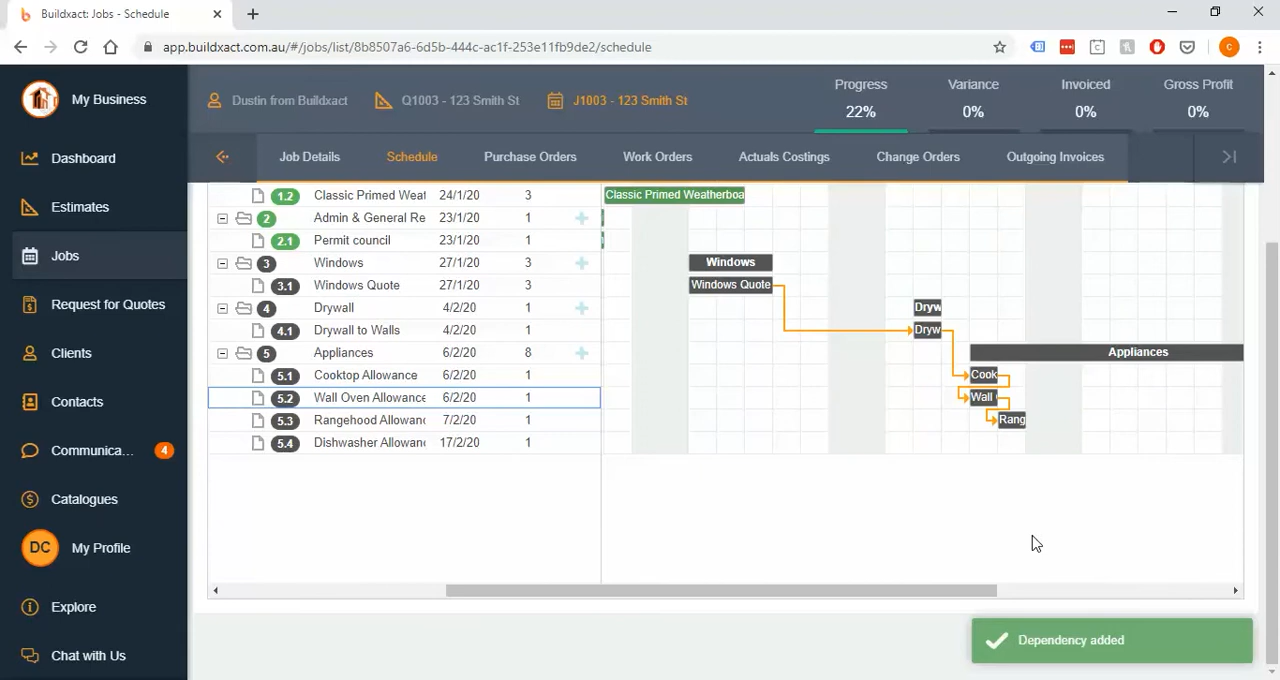 Buildxact: Jobs - Schedule
app.buildxact.com.au/#/jobs/list/8b8507a6-6d5b-444c-ac1f-253e11fb9de2/schedule
C
My Business
Dustin from Buildxact
Q1003 - 123 Smith St
J1003 - 123 Smith St
Progress
22%
Variance
0%
Invoiced
0%
Gross Profit
0%
Job Details
Schedule
Purchase Orders
Work Orders
Actuals Costings
Change Orders
Outgoing Invoices
Dashboard
Estimates
Jobs
Request for Quotes
Clients
Contacts
Communica... 4
Catalogues
DC My Profile
Explore
Chat with Us
1.2 Classic Primed Weat 24/1/20 3 Classic Primed Weatherboa
2 Admin & General Re 23/1/20 1
2.1 Permit council 23/1/20 1
3 Windows 27/1/20 3 Windows
3.1 Windows Quote 27/1/20 3 Windows Quote
4 Drywall 4/2/20 1 Dryw
4.1 Drywall to Walls 4/2/20 1 Dryw
5 Appliances 6/2/20 8 Appliances
5.1 Cooktop Allowance 6/2/20 1 Cook
5.2 Wall Oven Allowance 6/2/20 1 Wall
5.3 Rangehood Allowanc 7/2/20 1 Rang
5.4 Dishwasher Allowanc 17/2/20 1
Dependency added